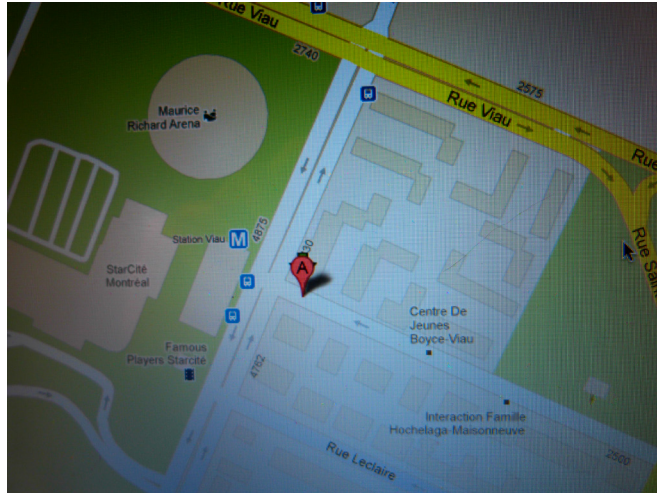 Rue Viau
2740
2575
Rue Viau
Maurice
Richard Arena
Station Viau
M
4875
StarCité
Montréal
A
Centre De
Jeunes
Boyce-Viau
Famous
Players Starcité
4762
Interaction Famille
Hochelaga-Maisonneuve
Rue Leclaire
2500